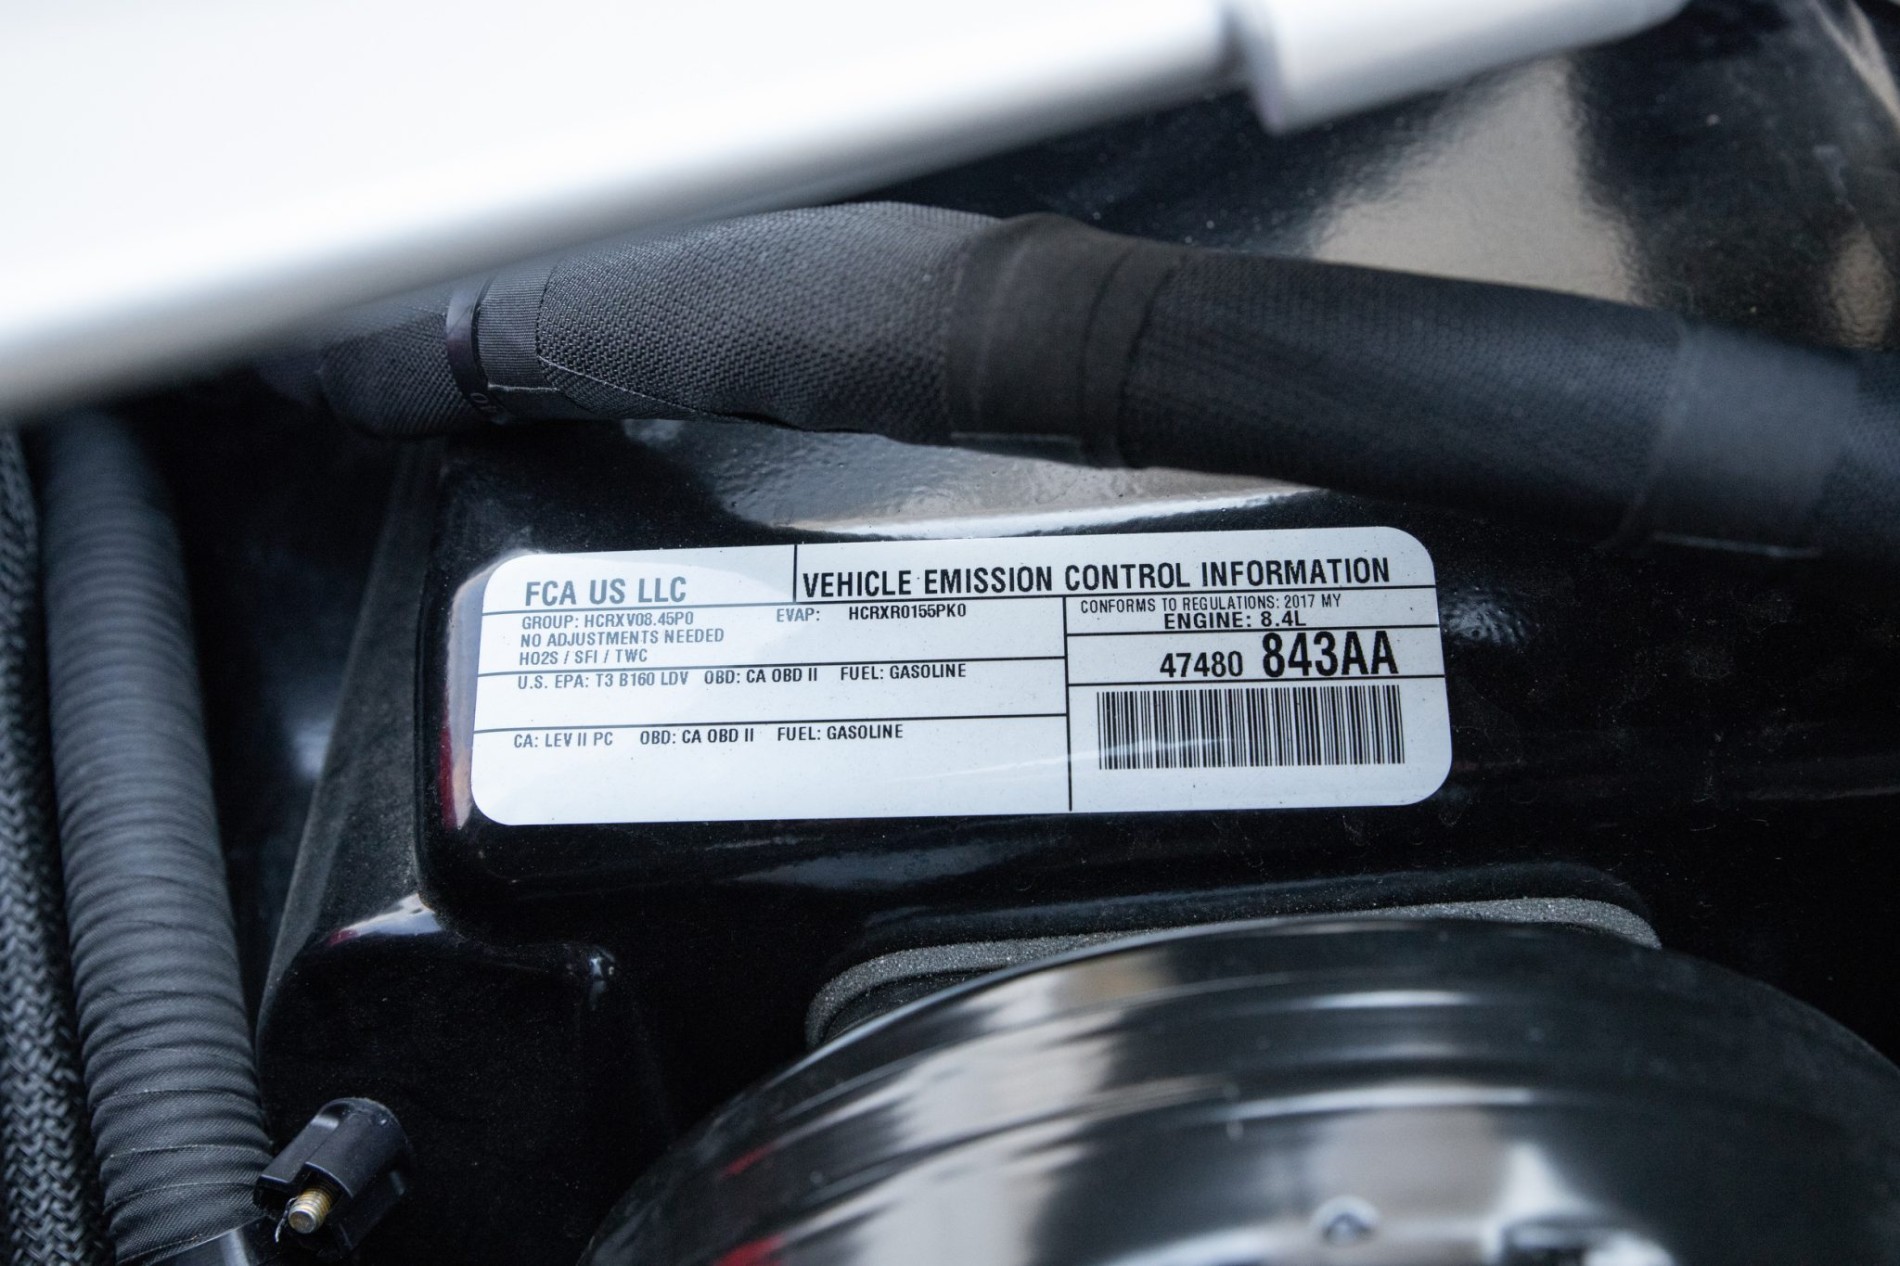 FCA US LLC
VEHICLE EMISSION CONTROL INFORMATION
GROUP: HCRXV08.45P0 EVAP: HCRXR0155PK0
NO ADJUSTMENTS NEEDED
HO2S / SFI / TWC
U.S. EPA: T3 B160 LDV OBD: CA OBD II FUEL: GASOLINE
CA: LEV II PC OBD: CA OBD II FUEL: GASOLINE
CONFORMS TO REGULATIONS: 2017 MY
ENGINE: 8.4L
47480 843AA